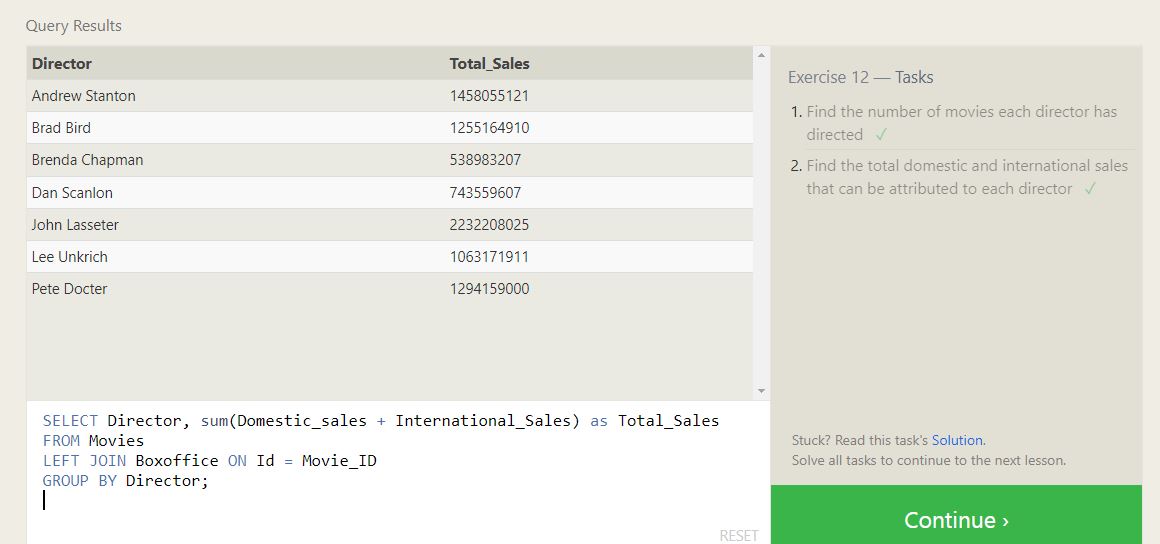 Query Results
Director Total_Sales
Andrew Stanton 1458055121
Brad Bird 1255164910
Brenda Chapman 538983207
Dan Scanlon 743559607
John Lasseter 2232208025
Lee Unkrich 1063171911
Pete Docter 1294159000
SELECT Director, sum(Domestic_sales + International_Sales) as Total_Sales
FROM Movies
LEFT JOIN Boxoffice ON Id = Movie_ID
GROUP BY Director;
RESET
Exercise 12 — Tasks
1. Find the number of movies each director has
directed ✓
2. Find the total domestic and international sales
that can be attributed to each director ✓
Stuck? Read this task's Solution.
Solve all tasks to continue to the next lesson.
Continue ›